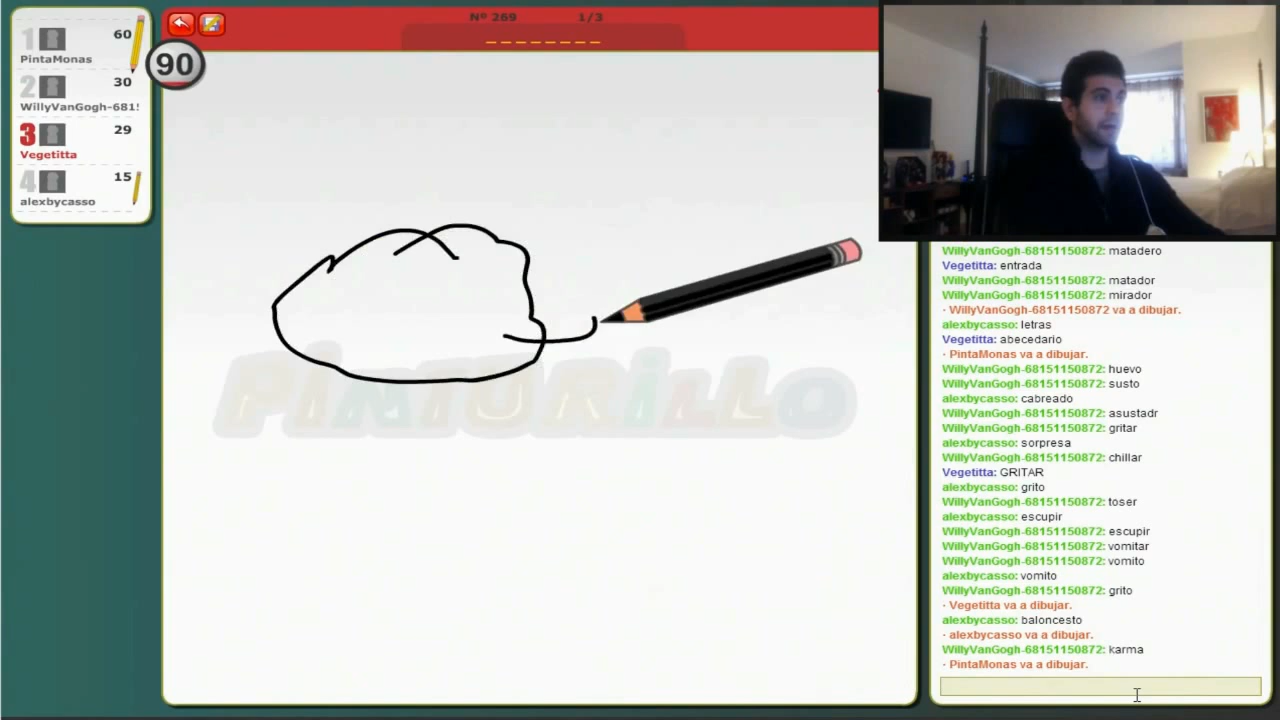 1
60
PintaMonas
2
30
WillyVanGogh-6815
3
29
Vegetitta
4
15
alexbycasso
90
Nº 269 1/3
Pinturillo
WillyVanGogh-68151150872: matadero
Vegetitta: entrada
WillyVanGogh-68151150872: matador
WillyVanGogh-68151150872: mirador
· WillyVanGogh-68151150872 va a dibujar.
alexbycasso: letras
Vegetitta: abecedario
· PintaMonas va a dibujar.
WillyVanGogh-68151150872: huevo
WillyVanGogh-68151150872: susto
alexbycasso: cabreado
WillyVanGogh-68151150872: asustadr
WillyVanGogh-68151150872: gritar
alexbycasso: sorpresa
WillyVanGogh-68151150872: chillar
Vegetitta: GRITAR
alexbycasso: grito
WillyVanGogh-68151150872: toser
alexbycasso: escupir
WillyVanGogh-68151150872: escupir
WillyVanGogh-68151150872: vomitar
WillyVanGogh-68151150872: vomito
alexbycasso: vomito
WillyVanGogh-68151150872: grito
· Vegetitta va a dibujar.
alexbycasso: baloncesto
· alexbycasso va a dibujar.
WillyVanGogh-68151150872: karma
· PintaMonas va a dibujar.